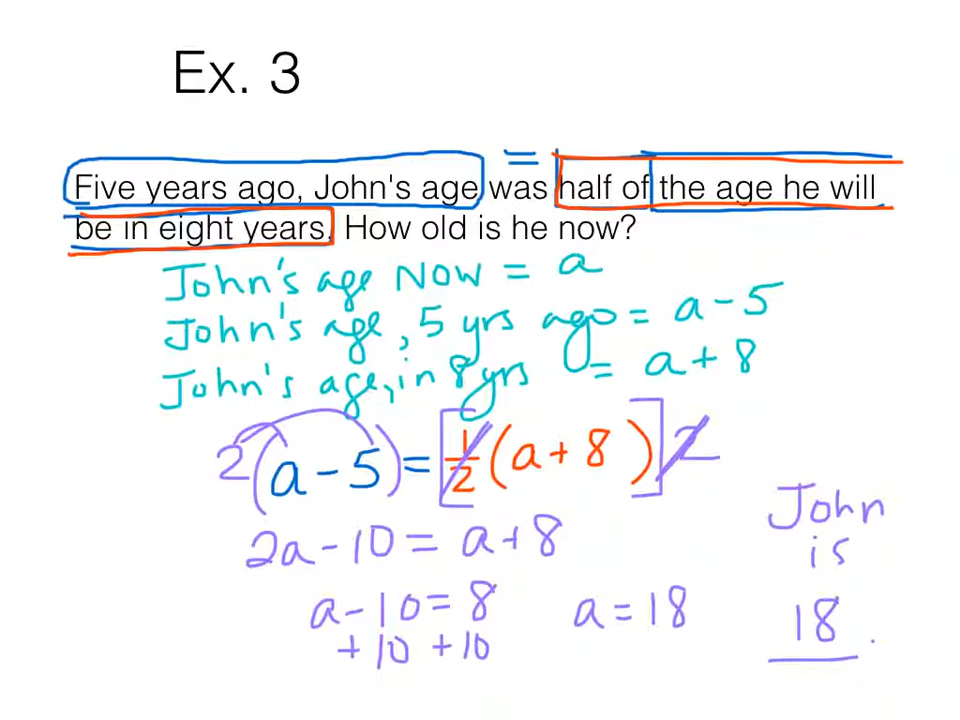 Ex. 3
=
Five years ago, John's age was half of the age he will
be in eight years. How old is he now?
John's age Now = a
John's age, 5 yrs ago = a - 5
John's age, in 8 yrs = a + 8
2(a - 5) = [1/2(a + 8)]2
2a - 10 = a + 8
a - 10 = 8 a = 18
+ 10 + 10
John
is
18.